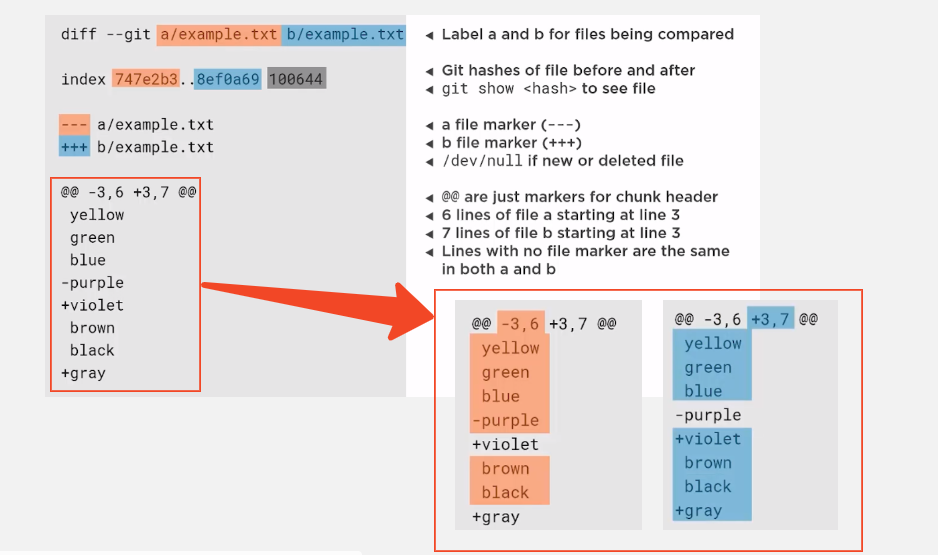 diff --git a/example.txt b/example.txt
index 747e2b3..8ef0a69 100644
--- a/example.txt
+++ b/example.txt
@@ -3,6 +3,7 @@
 yellow
 green
 blue
-purple
+violet
 brown
 black
+gray
◂ Label a and b for files being compared
◂ Git hashes of file before and after
◂ git show <hash> to see file
◂ a file marker (---)
◂ b file marker (+++)
◂ /dev/null if new or deleted file
◂ @@ are just markers for chunk header
◂ 6 lines of file a starting at line 3
◂ 7 lines of file b starting at line 3
◂ Lines with no file marker are the same
in both a and b
@@ -3,6 +3,7 @@
 yellow
 green
 blue
-purple
+violet
 brown
 black
+gray
@@ -3,6 +3,7 @@
 yellow
 green
 blue
-purple
+violet
 brown
 black
+gray